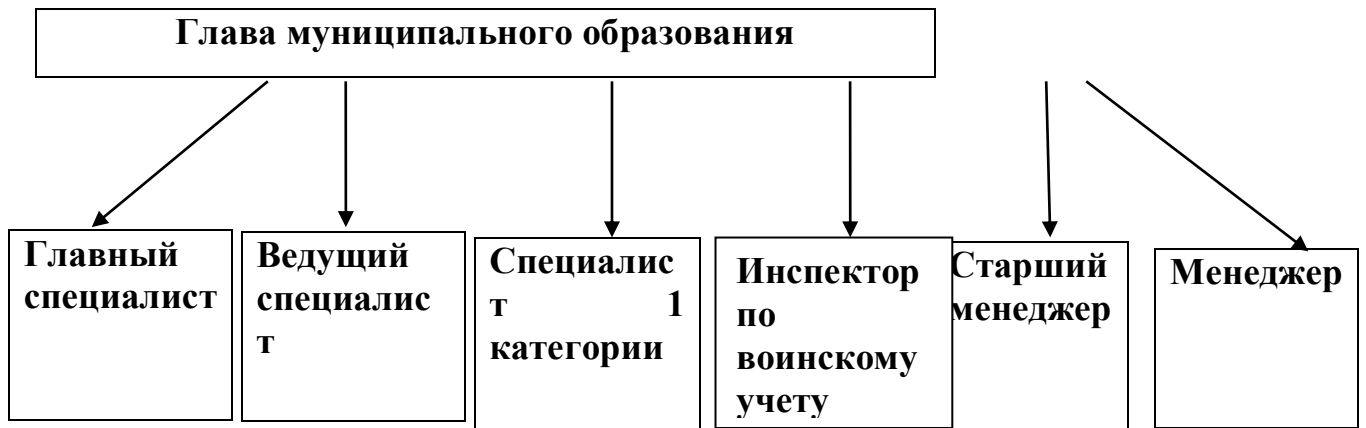 Глава муниципального образования
Главный
специалист
Ведущий
специалис
т
Специалис
т 1
категории
Инспектор
по
воинскому
учету
Старший
менеджер
Менеджер